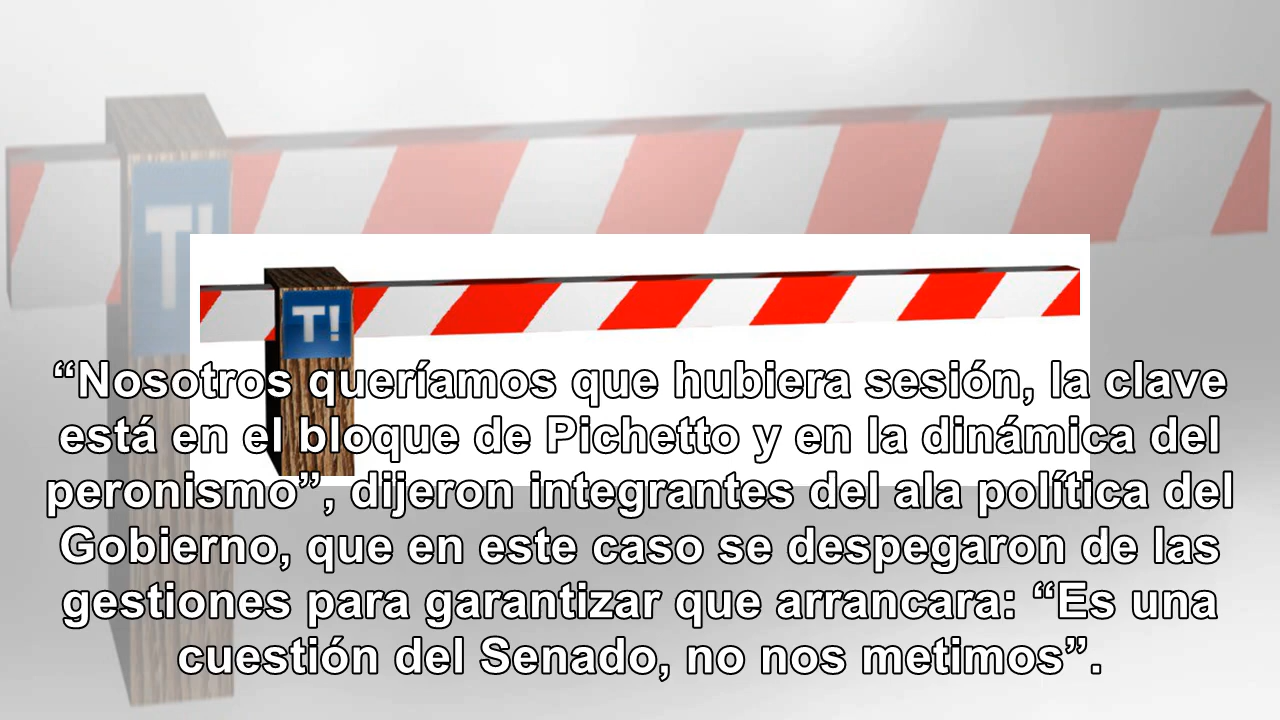 T!
T!
“Nosotros queríamos que hubiera sesión, la clave
está en el bloque de Pichetto y en la dinámica del
peronismo”, dijeron integrantes del ala política del
Gobierno, que en este caso se despegaron de las
gestiones para garantizar que arrancara: “Es una
cuestión del Senado, no nos metimos”.